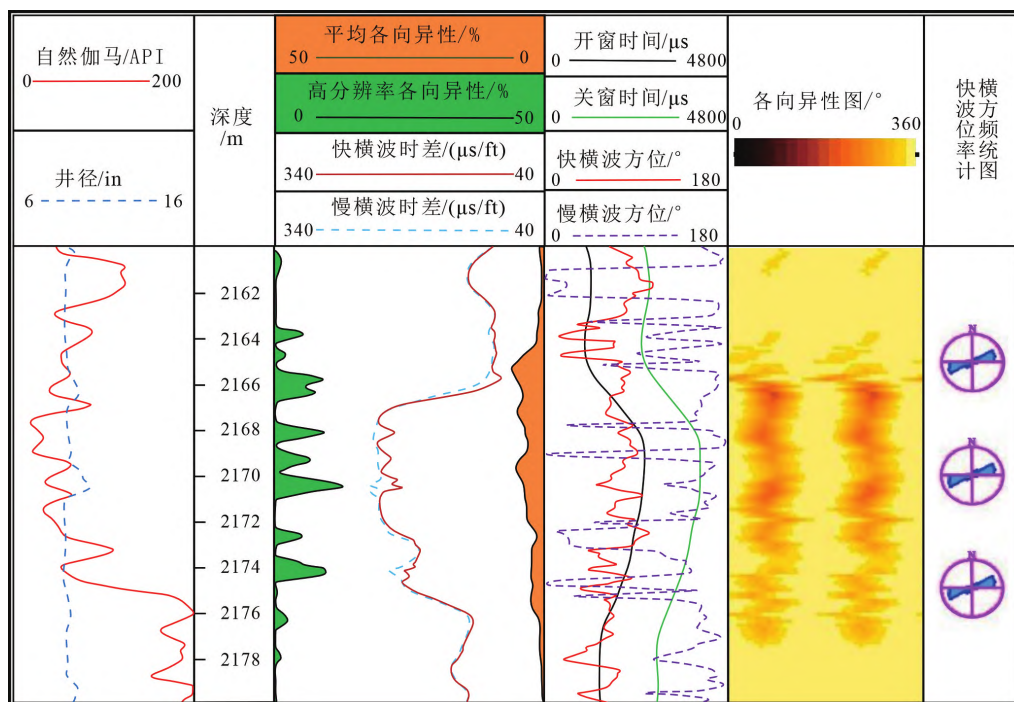 自然伽马/API
0 200
井径/in
6 16
深度
/m
平均各向异性/%
50 0
高分辨率各向异性/%
0 50
快横波时差/(μs/ft)
340 40
慢横波时差/(μs/ft)
340 40
开窗时间/μs
0 4800
关窗时间/μs
0 4800
快横波方位/°
0 180
慢横波方位/°
0 180
各向异性图/°
0 360
快横波方位频率统计图
2162
2164
2166
2168
2170
2172
2174
2176
2178
N
N
N